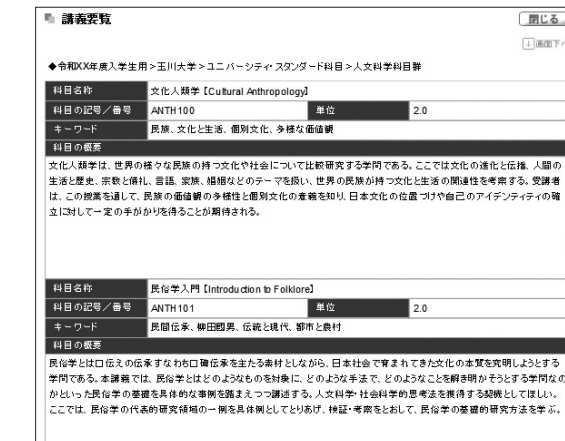 講義要覧
閉じる
↓画面下へ
◆令和XX年度入学生用>玉川大学>ユニバーシティ・スタンダード科目>人文科学科目群
科目名称 文化人類学【Cultural Anthropology】
科目の記号／番号 ANTH100 単位 2.0
キーワード 民族、文化と生活、個別文化、多様な価値観
科目の概要
文化人類学は、世界の様々な民族の持つ文化や社会について比較研究する学問である。ここでは文化の進化と伝播、人間の
生活と歴史、宗教と儀礼、言語、家族、婚姻などのテーマを扱い、世界の民族が持つ文化と生活の関連性を考察する。受講者
は、この授業を通して、民族の価値観の多様性と個別文化の意義を知り、日本文化の位置づけや自己のアイデンティティの確
立に対して一定の手がかりを得ることが期待される。
科目名称 民俗学入門【Introduction to Folklore】
科目の記号／番号 ANTH101 単位 2.0
キーワード 民間伝承、柳田國男、伝統と現代、都市と農村
科目の概要
民俗学とは口伝えの伝承すなわち口碑伝承を主たる素材としながら、日本社会で育まれてきた文化の本質を究明しようとする
学問である。本講義では、民俗学とはどのようなものを対象に、どのような手法で、どのようなことを解き明かそうとする学問なの
かといった民俗学の基礎を具体的な事例を踏まえつつ講述する。人文科学・社会科学的思考法を獲得する契機としてほしい。
ここでは、民俗学の代表的研究領域の一例を具体例としてとりあげ、検証・考察をとおして、民俗学の基礎的研究方法を学ぶ。